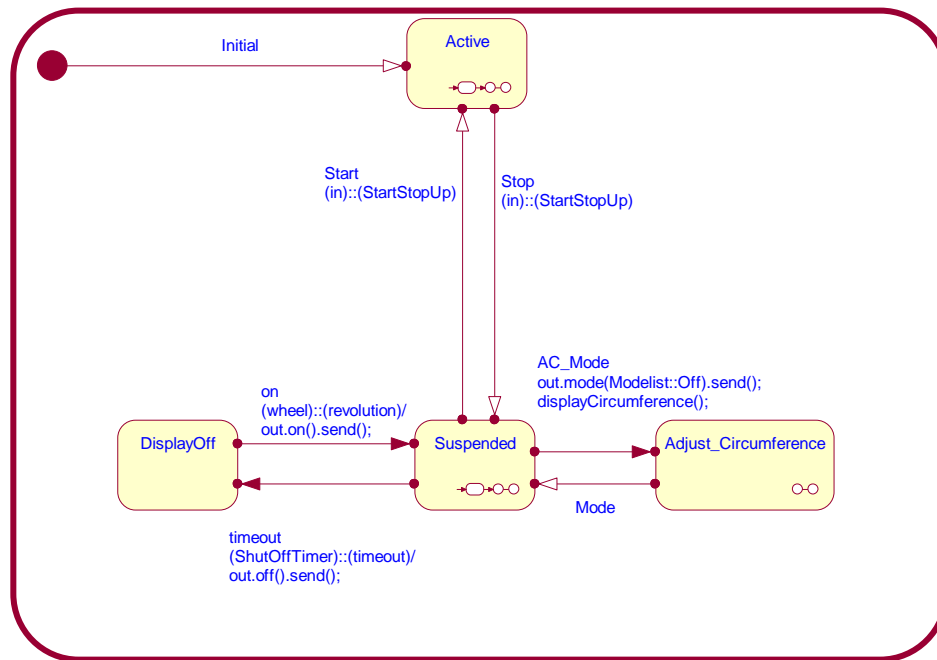 Initial
Active
Start
(in)::(StartStopUp)
Stop
(in)::(StartStopUp)
AC_Mode
out.mode(Modelist::Off).send();
displayCircumference();
on
(wheel)::(revolution)/
out.on().send();
DisplayOff
Suspended
Adjust_Circumference
Mode
timeout
(ShutOffTimer)::(timeout)/
out.off().send();